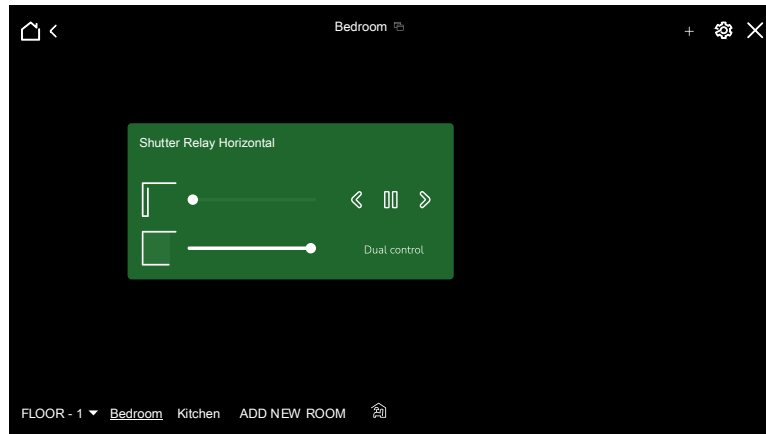 Bedroom
Shutter Relay Horizontal
Dual control
FLOOR - 1 Bedroom Kitchen ADD NEW ROOM